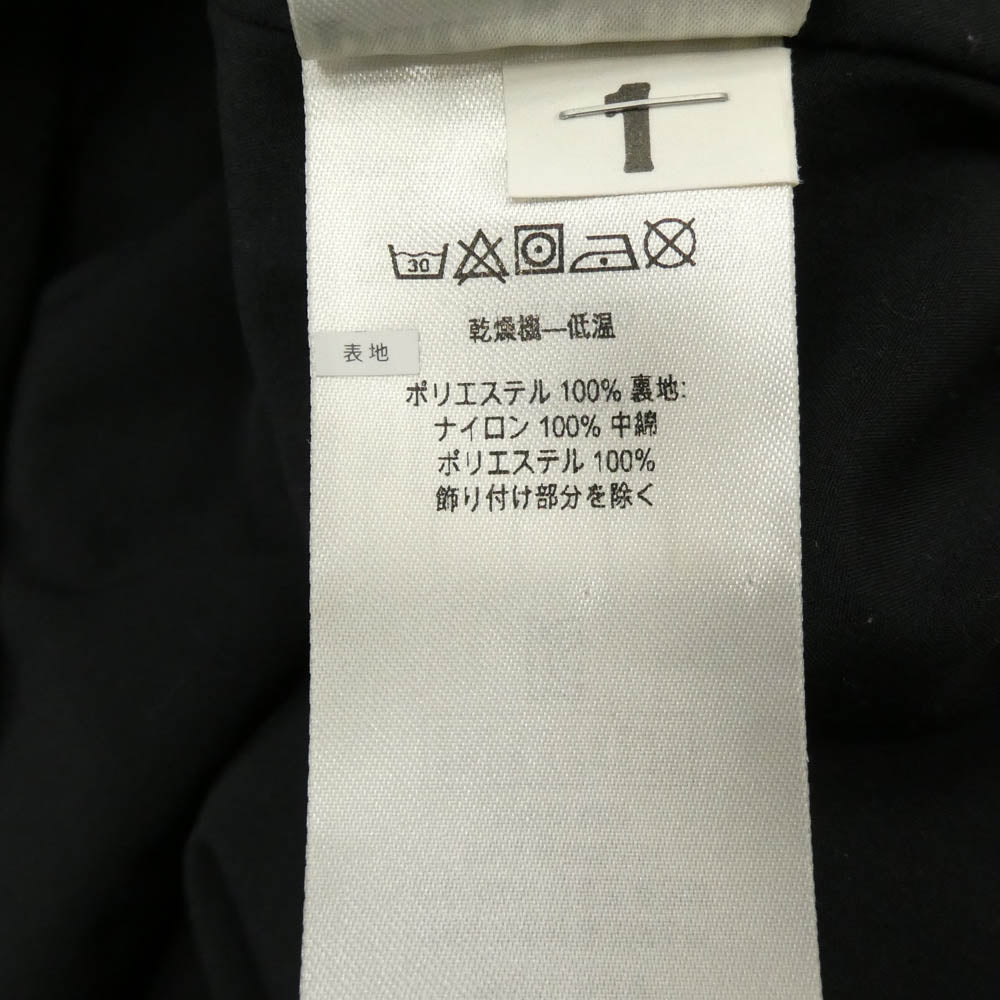 1
30
乾燥機—低温
表地
ポリエステル 100% 裏地:
ナイロン 100% 中綿
ポリエステル 100%
飾り付け部分を除く